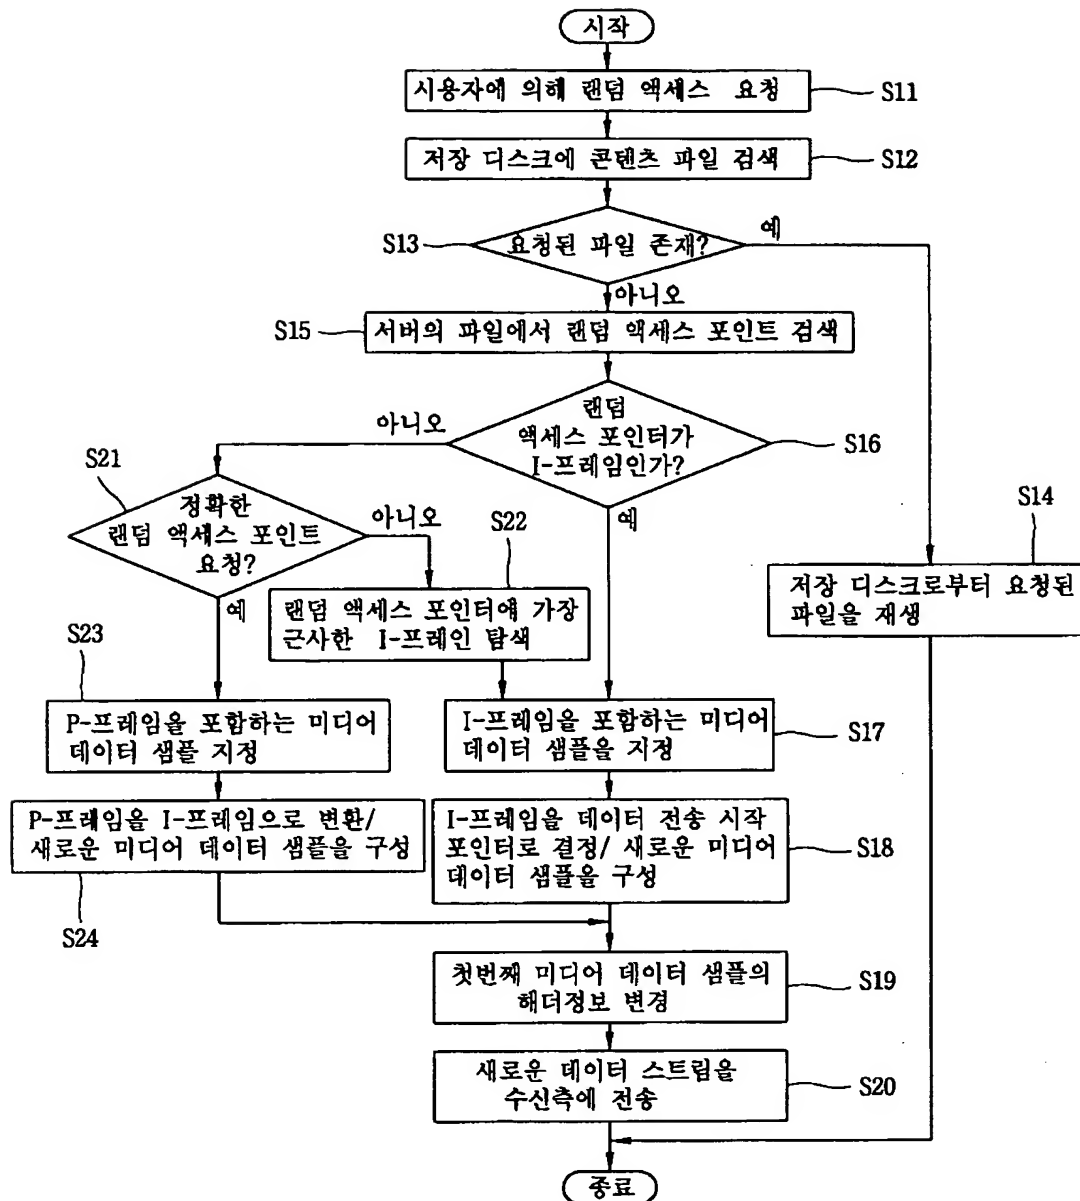 시작
시용자에 의해 랜덤 액세스 요청
S11
저장 디스크에 콘텐츠 파일 검색
S12
S13
요청된 파일 존재?
예
아니오
S15
서버의 파일에서 랜덤 액세스 포인트 검색
아니오
랜덤
액세스 포인터가
I-프레임인가?
S16
S21
정확한
랜덤 액세스 포인트
요청?
아니오
S22
예
S14
예
랜덤 액세스 포인터에 가장
근사한 I-프레인 탐색
저장 디스크로부터 요청된
파일을 재생
S23
P-프레임을 포함하는 미디어
데이터 샘플 지정
I-프레임을 포함하는 미디어
데이터 샘플을 지정
S17
P-프레임을 I-프레임으로 변환/
새로운 미디어 데이터 샘플을 구성
I-프레임을 데이터 전송 시작
포인터로 결정/ 새로운 미디어
데이터 샘플을 구성
S18
S24
첫번째 미디어 데이터 샘플의
해더정보 변경
S19
새로운 데이터 스트림을
수신측에 전송
S20
종료